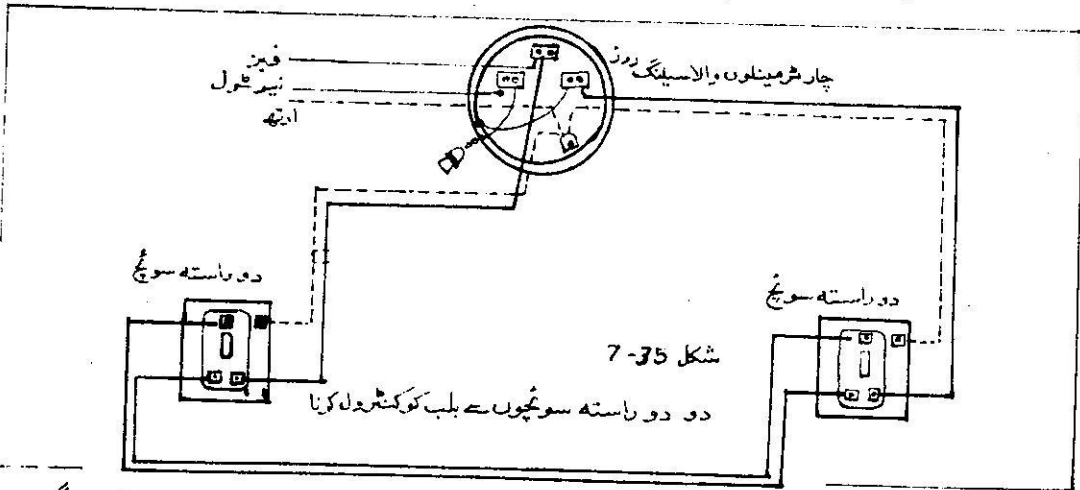 چار ٹرمینلوں والا سیلنگ روز
فیز
نیوٹرل
ارتھ
دو راستہ سوئچ
دو راستہ سوئچ
شکل 35-7
دو دو راستہ سوئچوں سے بلب کو کنٹرول کرنا